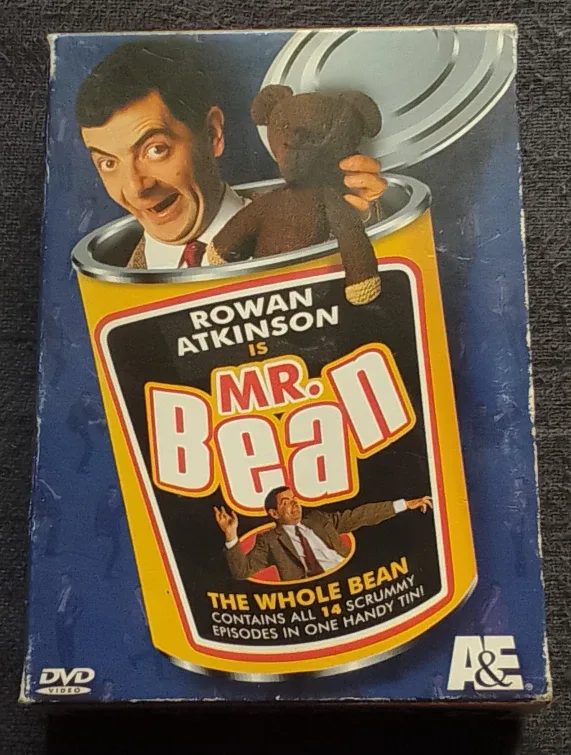 ROWAN
ATKINSON
IS
MR.
Bean
THE WHOLE BEAN
CONTAINS ALL 14 SCRUMMY
EPISODES IN ONE HANDY TIN!
DVD
VIDEO
A&E